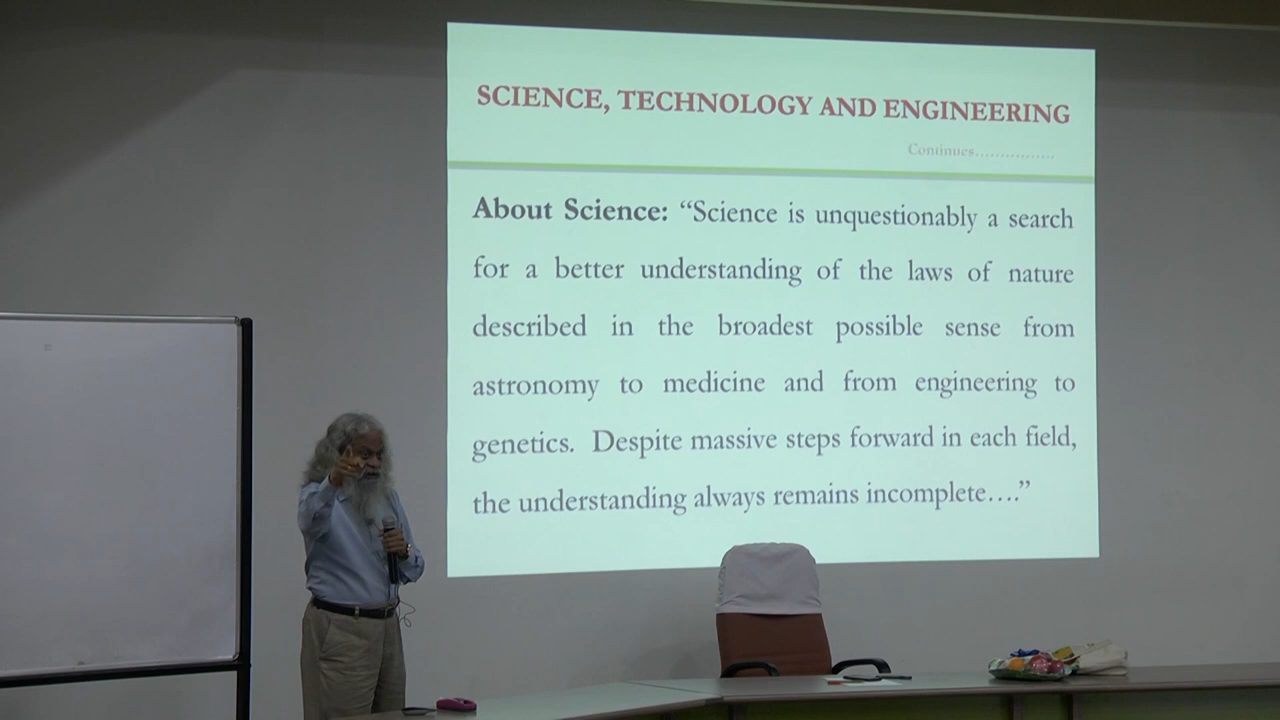 SCIENCE, TECHNOLOGY AND ENGINEERING
Continues................
About Science: “Science is unquestionably a search
for a better understanding of the laws of nature
described in the broadest possible sense from
astronomy to medicine and from engineering to
genetics. Despite massive steps forward in each field,
the understanding always remains incomplete….”